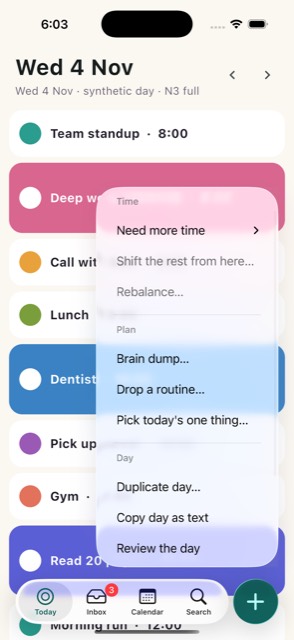 6:03
Wed 4 Nov
Wed 4 Nov · synthetic day · N3 full
Team standup · 8:00
Deep
Time
Need more time
Call wit
Shift the rest from here...
Rebalance...
Lunch
Plan
Brain dump...
Dentist
Drop a routine...
Pick today's one thing...
Pick up
Day
Duplicate day...
Gym ·
Copy day as text
Review the day
Read 20
Today
3
Inbox
Calendar
Search
Morning run · 12:00